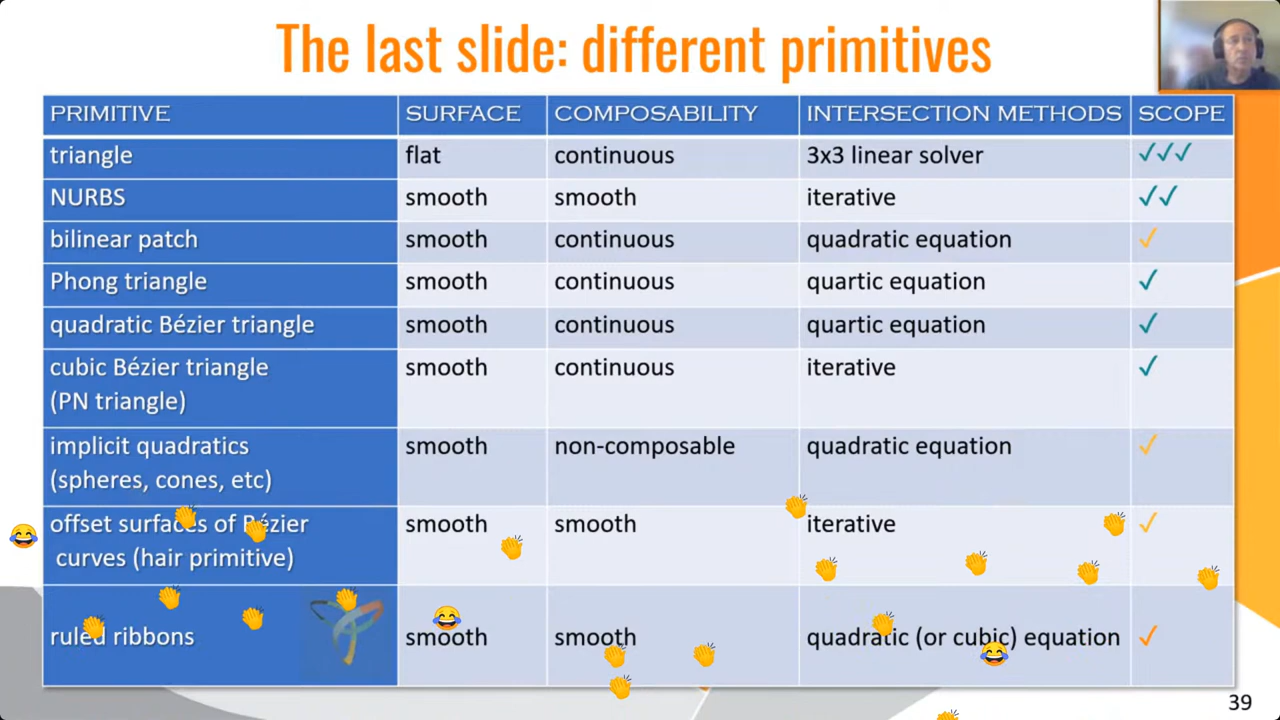 The last slide: different primitives
PRIMITIVE SURFACE COMPOSABILITY INTERSECTION METHODS SCOPE
triangle flat continuous 3x3 linear solver ✓✓✓
NURBS smooth smooth iterative ✓✓
bilinear patch smooth continuous quadratic equation ✓
Phong triangle smooth continuous quartic equation ✓
quadratic Bézier triangle smooth continuous quartic equation ✓
cubic Bézier triangle smooth continuous iterative ✓
(PN triangle)
implicit quadratics smooth non-composable quadratic equation ✓
(spheres, cones, etc)
offset surfaces of Bézier smooth smooth iterative ✓
curves (hair primitive)
ruled ribbons smooth smooth quadratic (or cubic) equation ✓
39